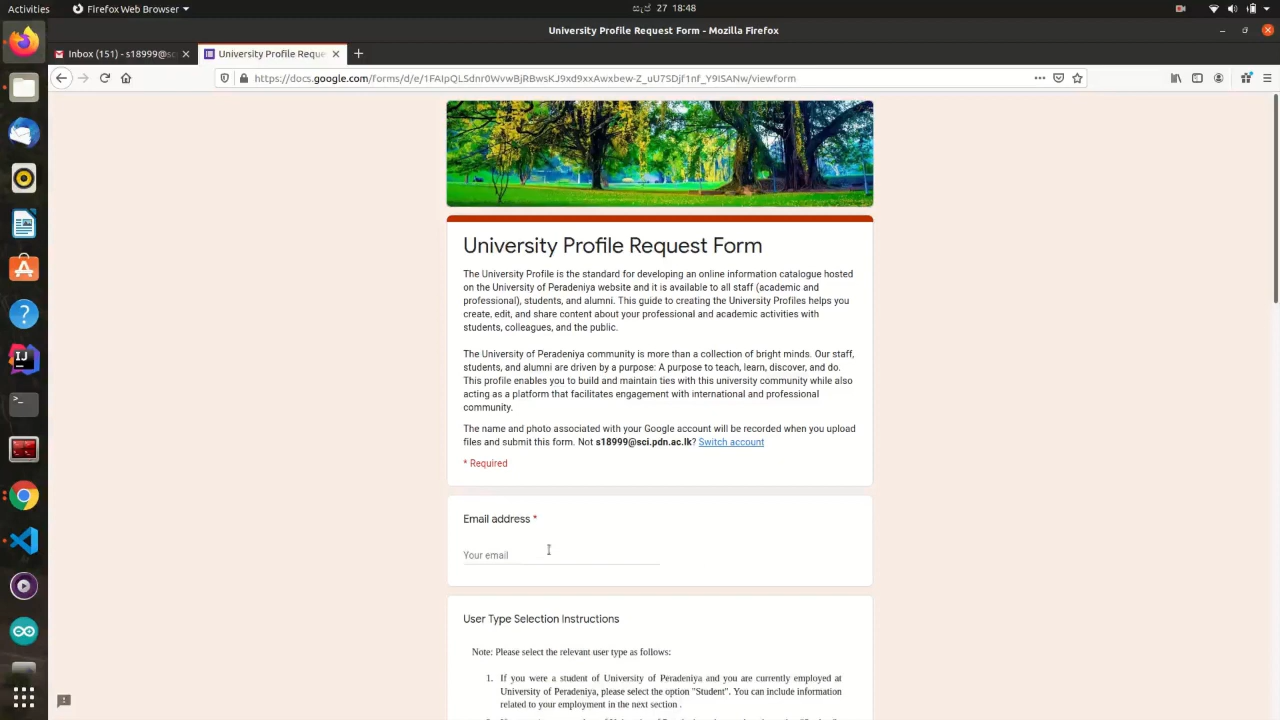 Activities
Firefox Web Browser
සැප් 27 18:48
University Profile Request Form - Mozilla Firefox
Inbox (151) - s18999@sc
University Profile Reque
https://docs.google.com/forms/d/e/1FAIpQLSdnr0WvwBjRBwsKJ9xd9xxAwxbew-Z_uU7SDjf1nf_Y9ISANw/viewform
University Profile Request Form
The University Profile is the standard for developing an online information catalogue hosted
on the University of Peradeniya website and it is available to all staff (academic and
professional), students, and alumni. This guide to creating the University Profiles helps you
create, edit, and share content about your professional and academic activities with
students, colleagues, and the public.
The University of Peradeniya community is more than a collection of bright minds. Our staff,
students, and alumni are driven by a purpose: A purpose to teach, learn, discover, and do.
This profile enables you to build and maintain ties with this university community while also
acting as a platform that facilitates engagement with international and professional
community.
The name and photo associated with your Google account will be recorded when you upload
files and submit this form. Not s18999@sci.pdn.ac.lk? Switch account
* Required
Email address *
Your email
User Type Selection Instructions
Note: Please select the relevant user type as follows:
1. If you were a student of University of Peradeniya and you are currently employed at
University of Peradeniya, please select the option "Student". You can include information
related to your employment in the next section .